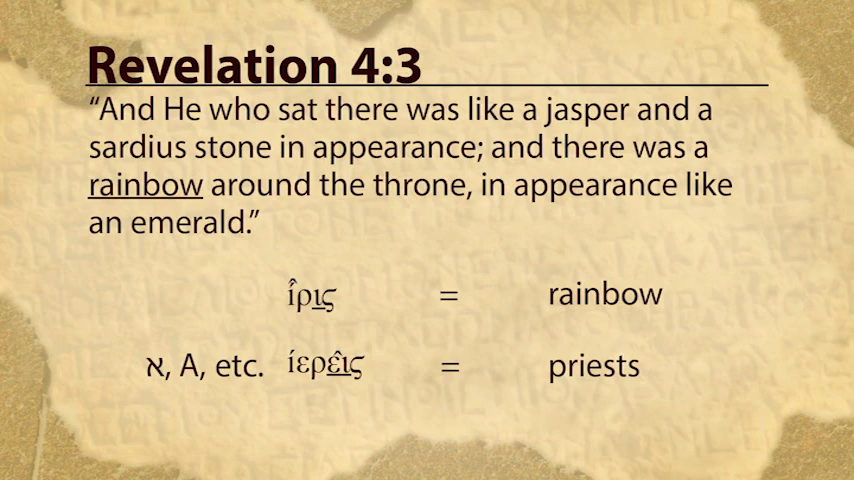 Revelation 4:3
“And He who sat there was like a jasper and a
sardius stone in appearance; and there was a
rainbow around the throne, in appearance like
an emerald.”
ἶρις = rainbow
א, A, etc. ίερεῖς = priests